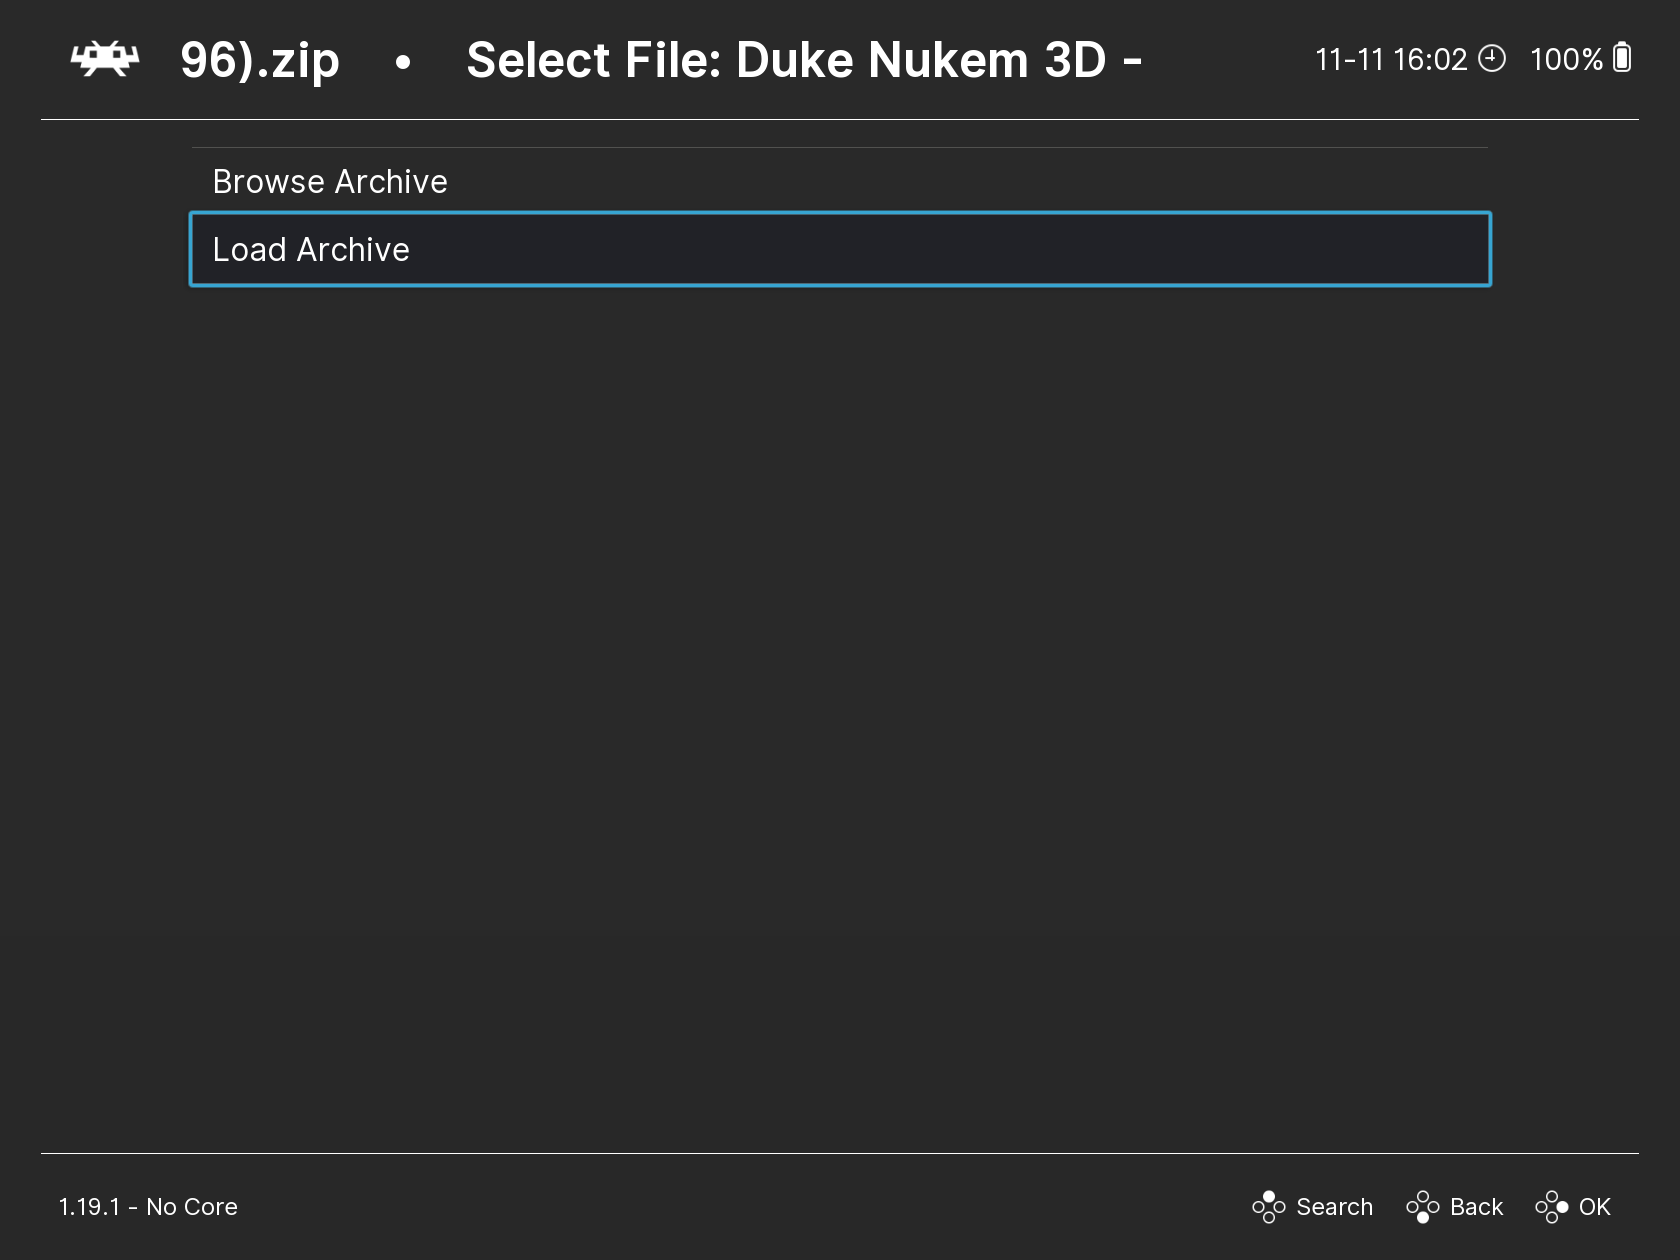 96).zip • Select File: Duke Nukem 3D -
11-11 16:02 100%
Browse Archive
Load Archive
1.19.1 - No Core
Search Back OK